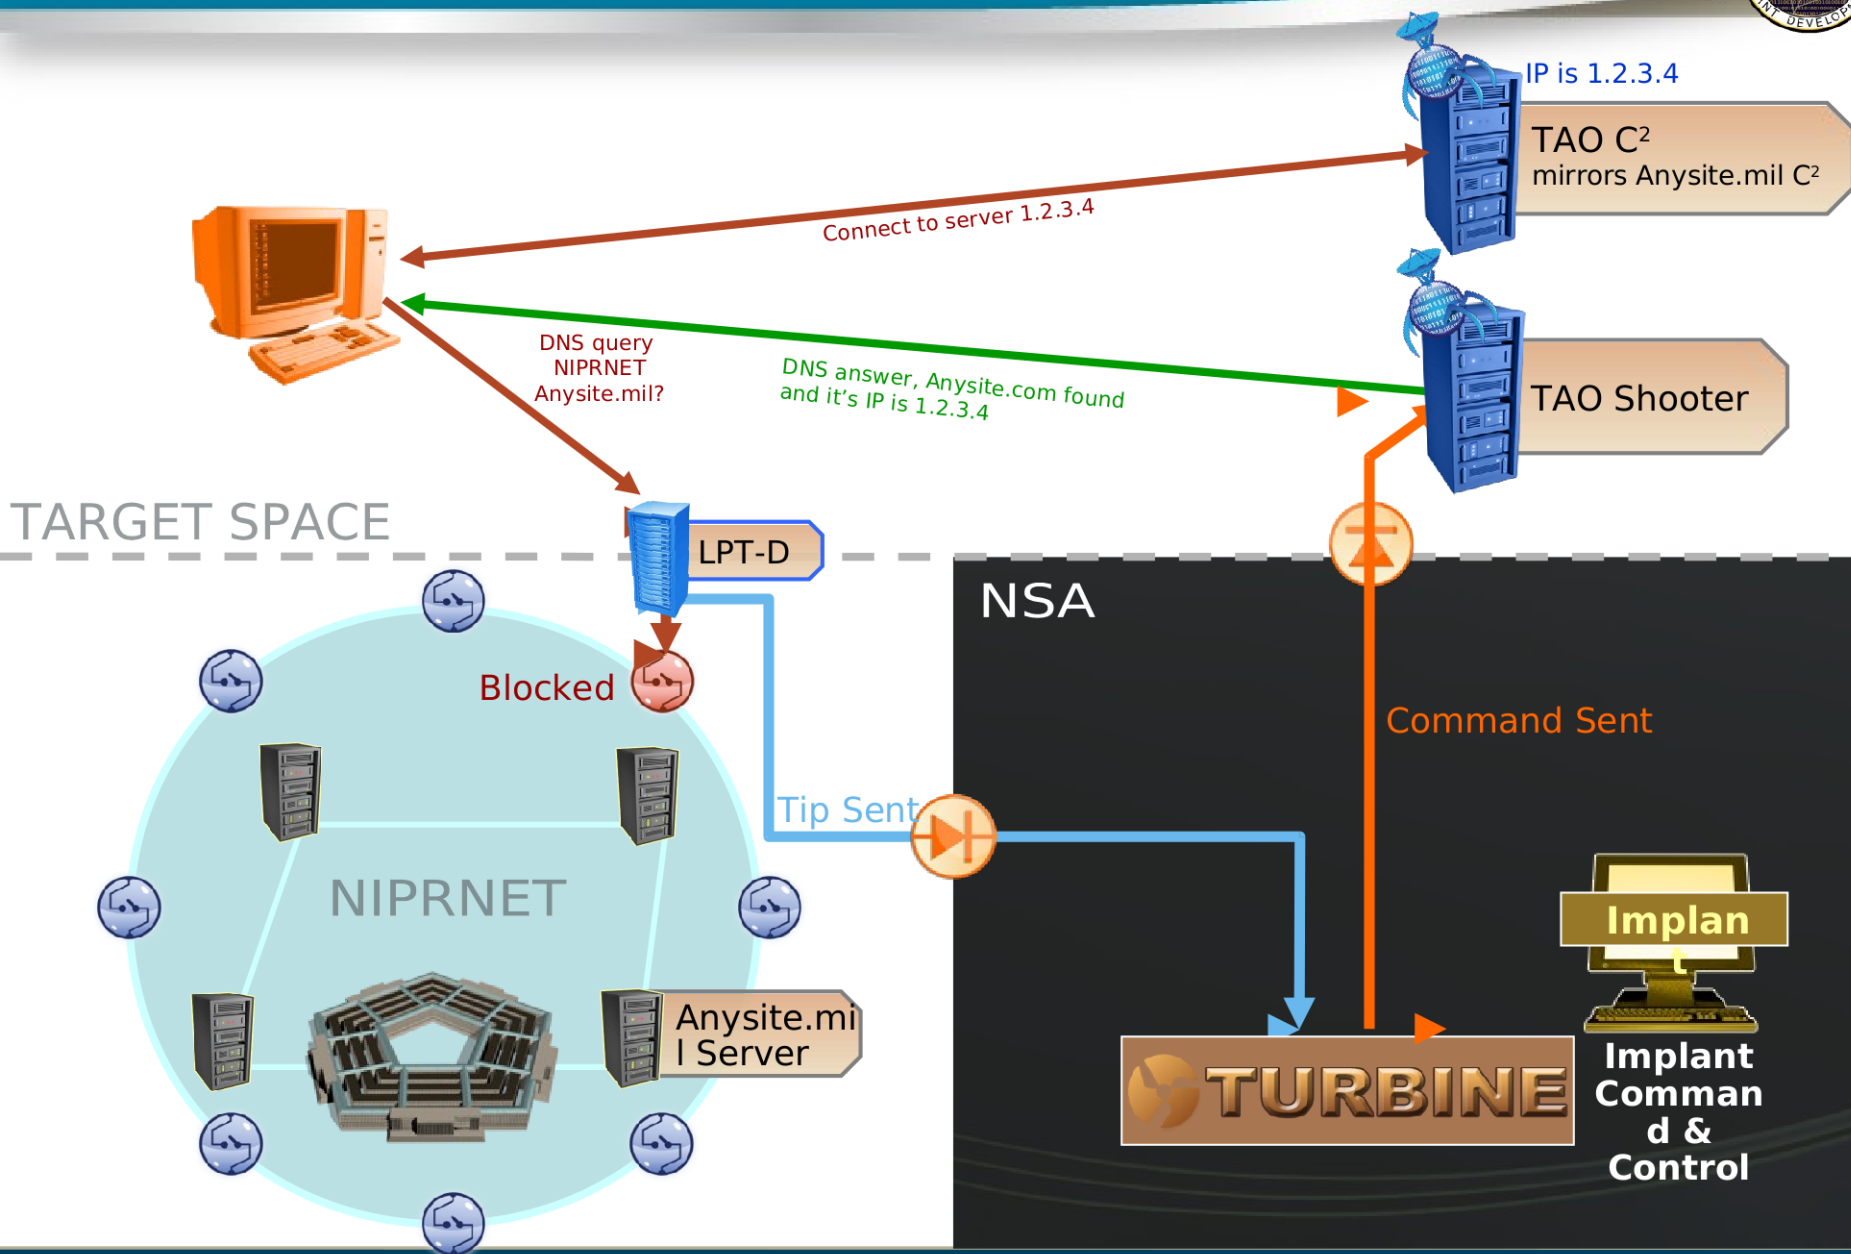 NT DEVELOP
IP is 1.2.3.4
TAO C²
mirrors Anysite.mil C²
Connect to server 1.2.3.4
DNS query
NIPRNET
Anysite.mil?
DNS answer, Anysite.com found
and it’s IP is 1.2.3.4
TAO Shooter
TARGET SPACE
LPT-D
NSA
Blocked
Command Sent
Tip Sent
NIPRNET
Implan
t
Anysite.mi
l Server
TURBINE
Implant
Comman
d &
Control